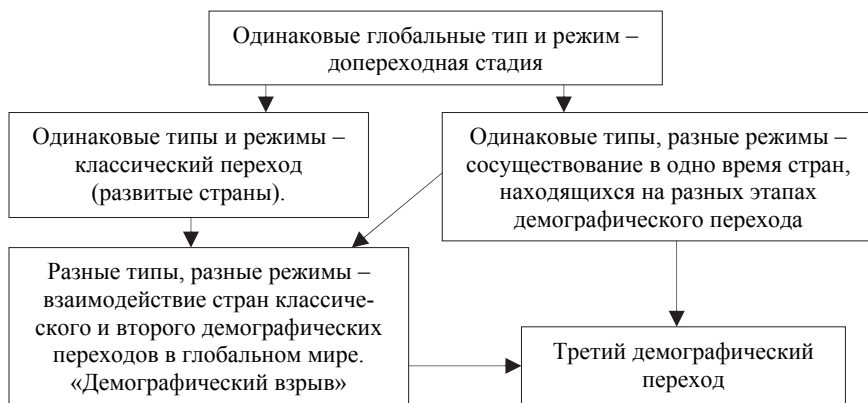 Одинаковые глобальные тип и режим –
допереходная стадия
Одинаковые типы и режимы –
классический переход
(развитые страны).
Одинаковые типы, разные режимы –
сосуществование в одно время стран,
находящихся на разных этапах
демографического перехода
Разные типы, разные режимы –
взаимодействие стран классиче-
ского и второго демографических
переходов в глобальном мире.
«Демографический взрыв»
Третий демографический
переход